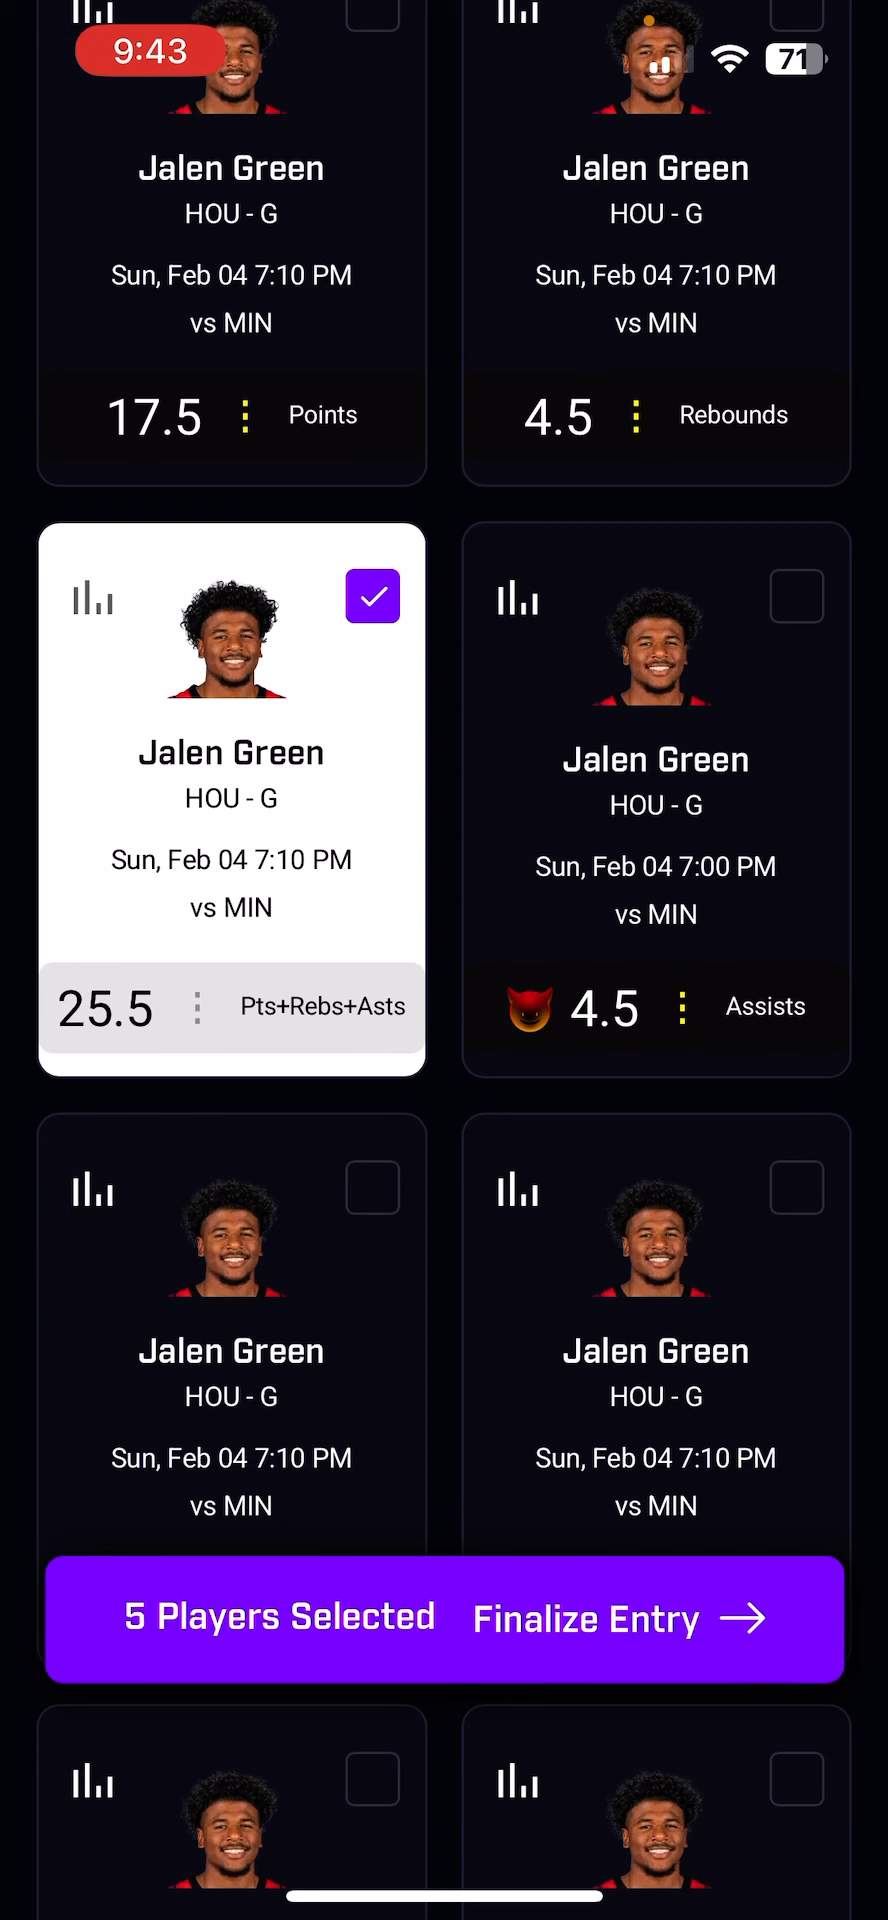 9:43
71
Jalen Green
HOU - G
Sun, Feb 04 7:10 PM
vs MIN
17.5
Points
Jalen Green
HOU - G
Sun, Feb 04 7:10 PM
vs MIN
4.5
Rebounds
Jalen Green
HOU - G
Sun, Feb 04 7:10 PM
vs MIN
25.5
Pts+Rebs+Asts
Jalen Green
HOU - G
Sun, Feb 04 7:00 PM
vs MIN
4.5
Assists
Jalen Green
HOU - G
Sun, Feb 04 7:10 PM
vs MIN
Jalen Green
HOU - G
Sun, Feb 04 7:10 PM
vs MIN
5 Players Selected
Finalize Entry